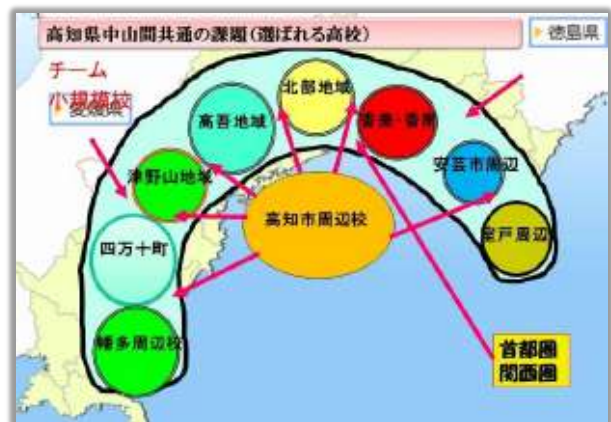 高知県中山間共通の課題(選ばれる高校)
徳島県
チーム
小規模校
愛媛県
北部地域
高吾地域
香美・香南
津野山地域
安芸市周辺
高知市周辺校
室戸周辺
四万十町
幡多周辺校
首都圏
関西圏